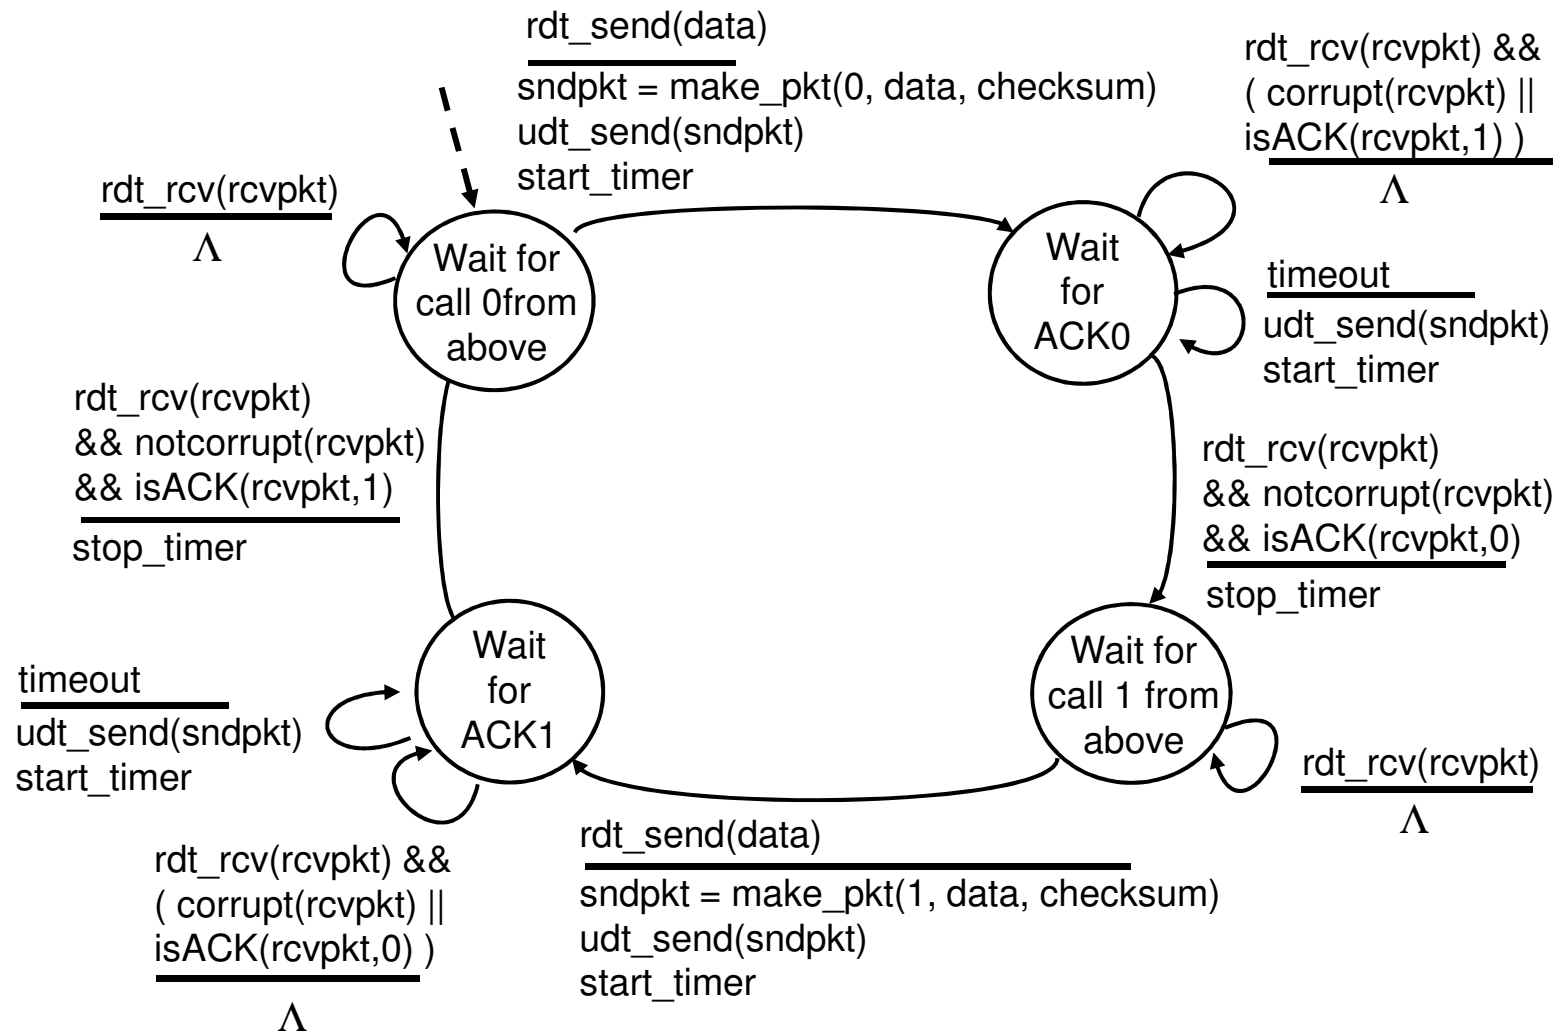 rdt_send(data)
sndpkt = make_pkt(0, data, checksum)
udt_send(sndpkt)
start_timer
rdt_rcv(rcvpkt) &&
( corrupt(rcvpkt) ||
isACK(rcvpkt,1) )
Λ
rdt_rcv(rcvpkt)
Λ
Wait for
call 0from
above
Wait
for
ACK0
timeout
udt_send(sndpkt)
start_timer
rdt_rcv(rcvpkt)
&& notcorrupt(rcvpkt)
&& isACK(rcvpkt,1)
stop_timer
rdt_rcv(rcvpkt)
&& notcorrupt(rcvpkt)
&& isACK(rcvpkt,0)
stop_timer
Wait
for
ACK1
Wait for
call 1 from
above
timeout
udt_send(sndpkt)
start_timer
rdt_rcv(rcvpkt)
Λ
rdt_rcv(rcvpkt) &&
( corrupt(rcvpkt) ||
isACK(rcvpkt,0) )
Λ
rdt_send(data)
sndpkt = make_pkt(1, data, checksum)
udt_send(sndpkt)
start_timer